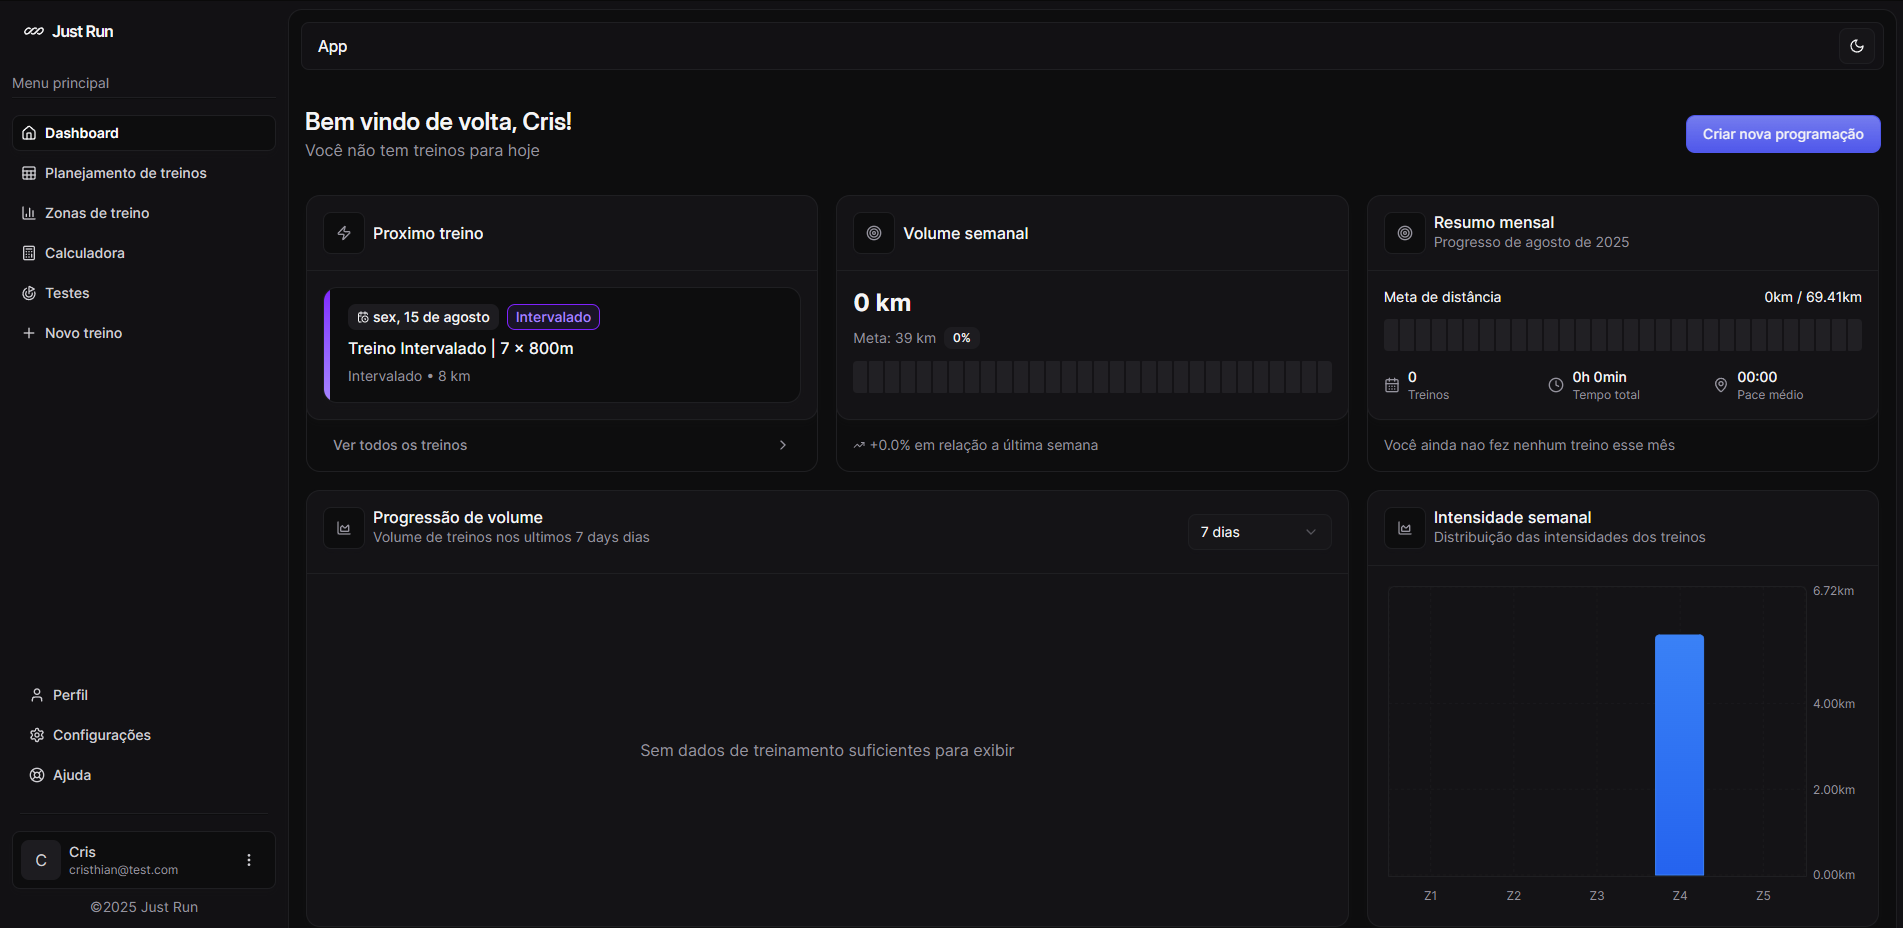 Just Run
Menu principal
Dashboard
Planejamento de treinos
Zonas de treino
Calculadora
Testes
Novo treino
Perfil
Configurações
Ajuda
C
Cris
cristhian@test.com
©2025 Just Run
App
Bem vindo de volta, Cris!
Você não tem treinos para hoje
Criar nova programação
Proximo treino
sex, 15 de agosto
Intervalado
Treino Intervalado | 7 × 800m
Intervalado • 8 km
Ver todos os treinos
Volume semanal
0 km
Meta: 39 km 0%
+0.0% em relação a última semana
Resumo mensal
Progresso de agosto de 2025
Meta de distância 0km / 69.41km
0
Treinos
0h 0min
Tempo total
00:00
Pace médio
Você ainda nao fez nenhum treino esse mês
Progressão de volume
Volume de treinos nos ultimos 7 days dias
7 dias
Sem dados de treinamento suficientes para exibir
Intensidade semanal
Distribuição das intensidades dos treinos
6.72km
4.00km
2.00km
0.00km
Z1 Z2 Z3 Z4 Z5